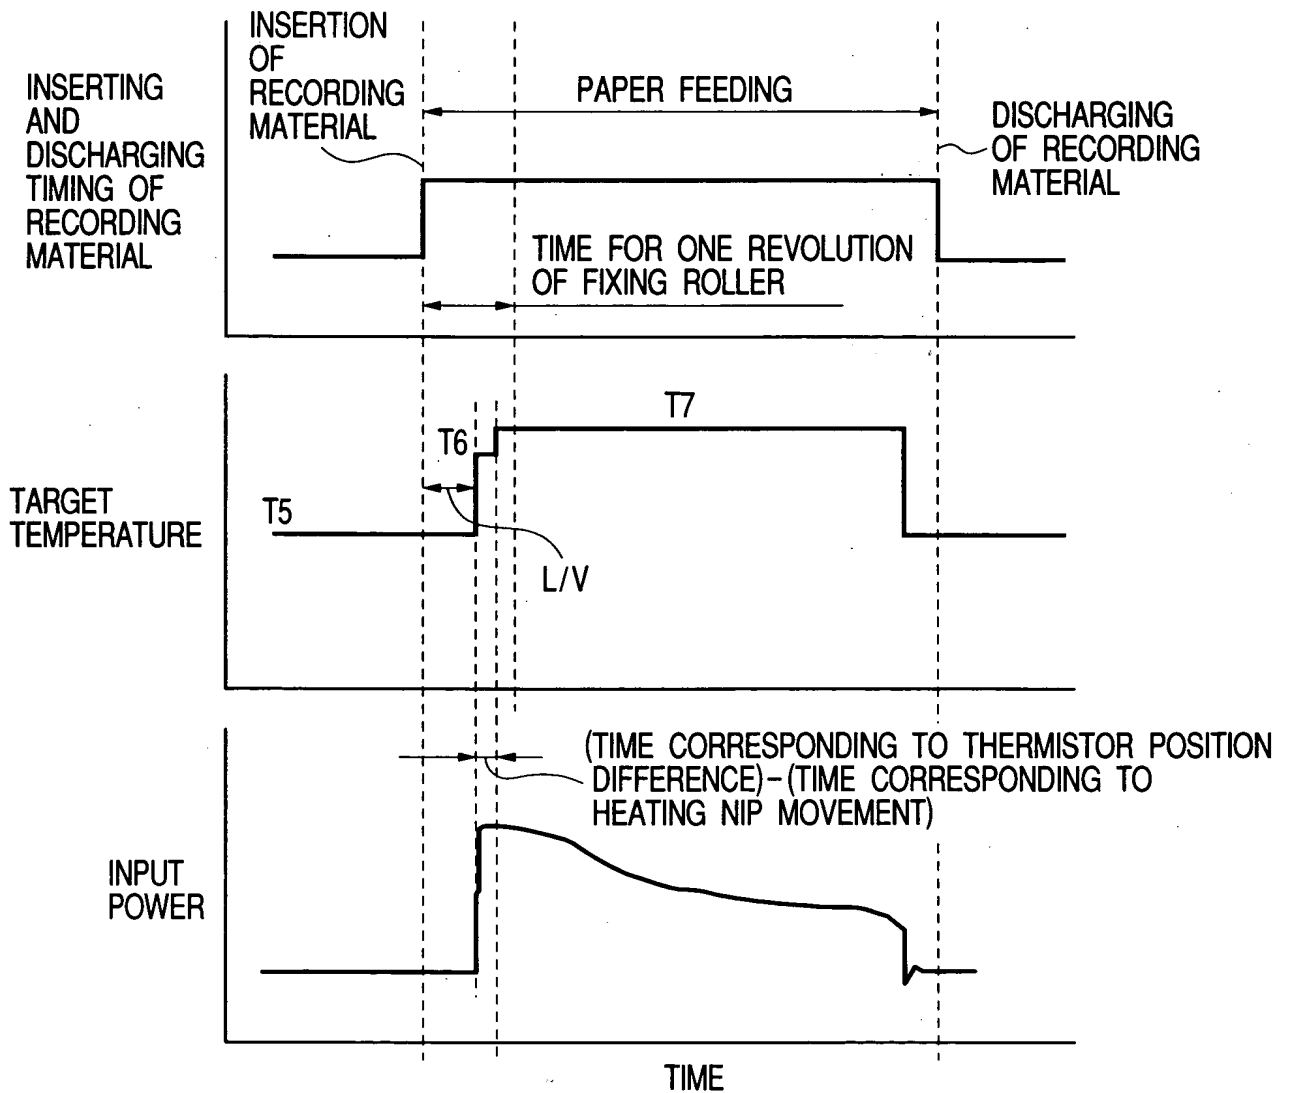 INSERTION
OF
RECORDING
MATERIAL
INSERTING
AND
DISCHARGING
TIMING OF
RECORDING
MATERIAL
PAPER FEEDING
DISCHARGING
OF RECORDING
MATERIAL
TIME FOR ONE REVOLUTION
OF FIXING ROLLER
T7
T6
T5
TARGET
TEMPERATURE
L/V
(TIME CORRESPONDING TO THERMISTOR POSITION
DIFFERENCE)-(TIME CORRESPONDING TO
HEATING NIP MOVEMENT)
INPUT
POWER
TIME